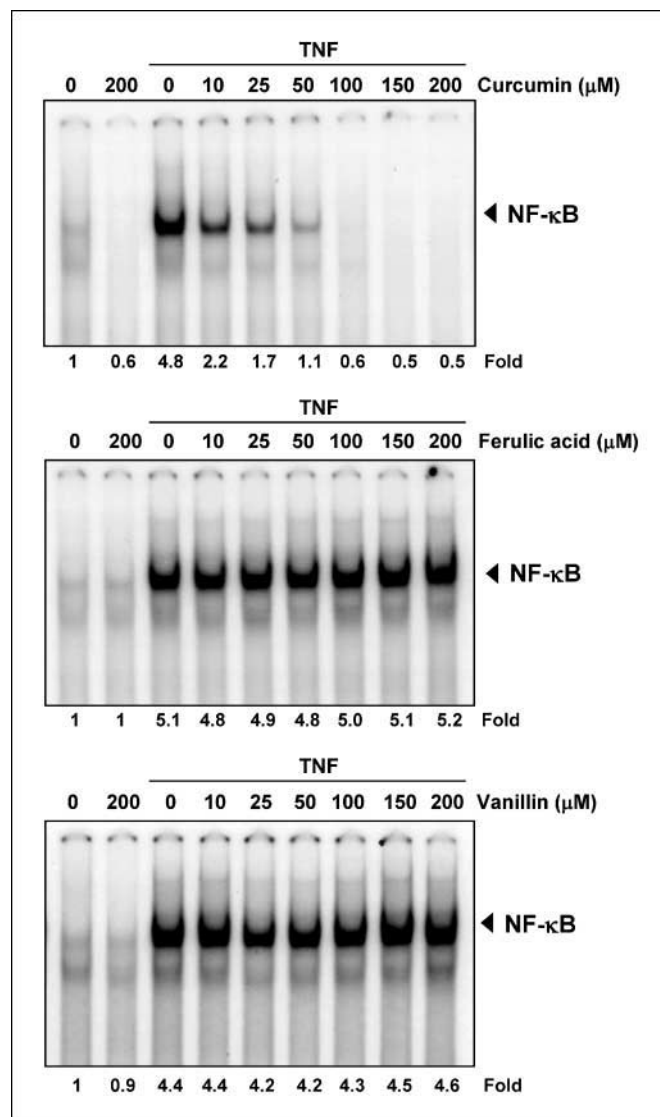 TNF
0 200 0 10 25 50 100 150 200 Curcumin (μM)
NF-κB
1 0.6 4.8 2.2 1.7 1.1 0.6 0.5 0.5 Fold
TNF
0 200 0 10 25 50 100 150 200 Ferulic acid (μM)
NF-κB
1 1 5.1 4.8 4.9 4.8 5.0 5.1 5.2 Fold
TNF
0 200 0 10 25 50 100 150 200 Vanillin (μM)
NF-κB
1 0.9 4.4 4.4 4.2 4.2 4.3 4.5 4.6 Fold